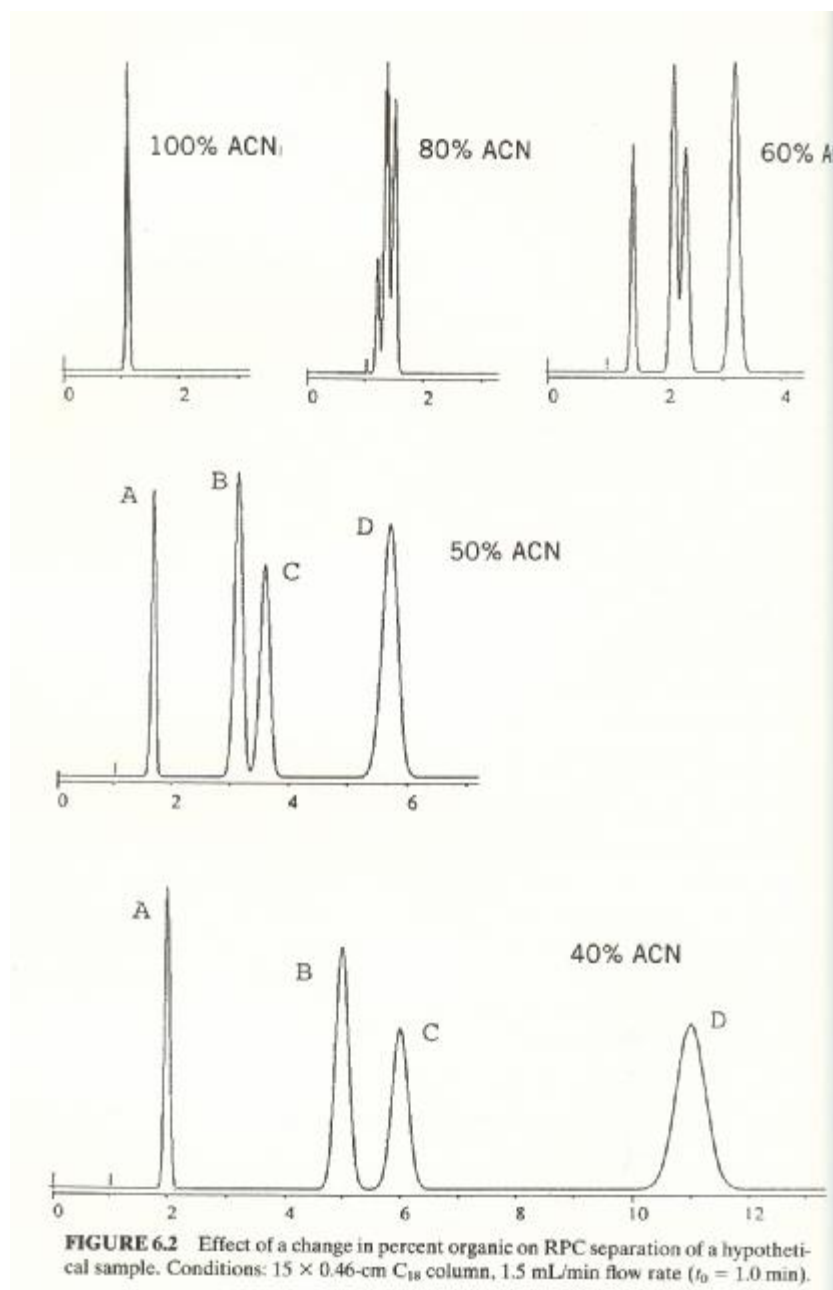 100% ACN
80% ACN
60% A
0 2
0 2
0 2 4
A B C D
50% ACN
0 2 4 6
A B C D
40% ACN
0 2 4 6 8 10 12
FIGURE 6.2 Effect of a change in percent organic on RPC separation of a hypotheti-
cal sample. Conditions: 15 × 0.46-cm C₁₈ column, 1.5 mL/min flow rate (t₀ = 1.0 min).